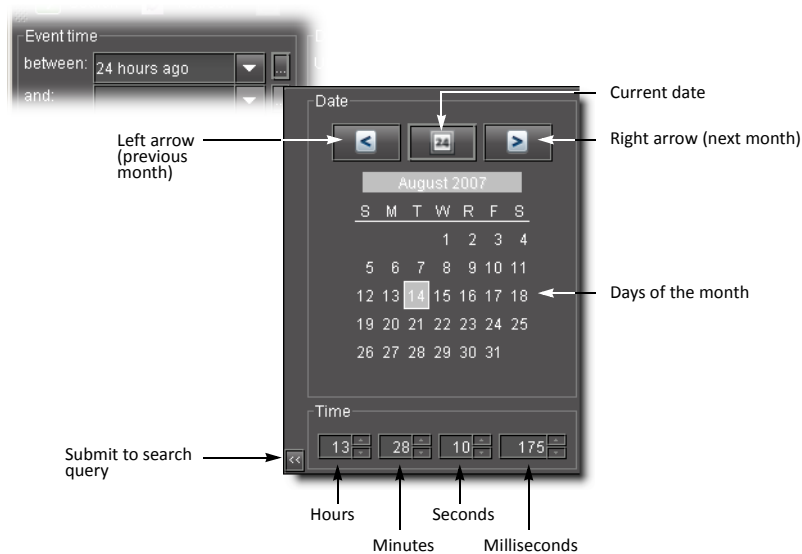 Event time
between: 24 hours ago ...
and:
Date
Current date
Left arrow
(previous
month)
<
24
>
Right arrow (next month)
August 2007
S M T W R F S
1 2 3 4
5 6 7 8 9 10 11
12 13 14 15 16 17 18
Days of the month
19 20 21 22 23 24 25
26 27 28 29 30 31
Time
13 28 10 175
Submit to search
query
<<
Hours
Seconds
Minutes
Milliseconds